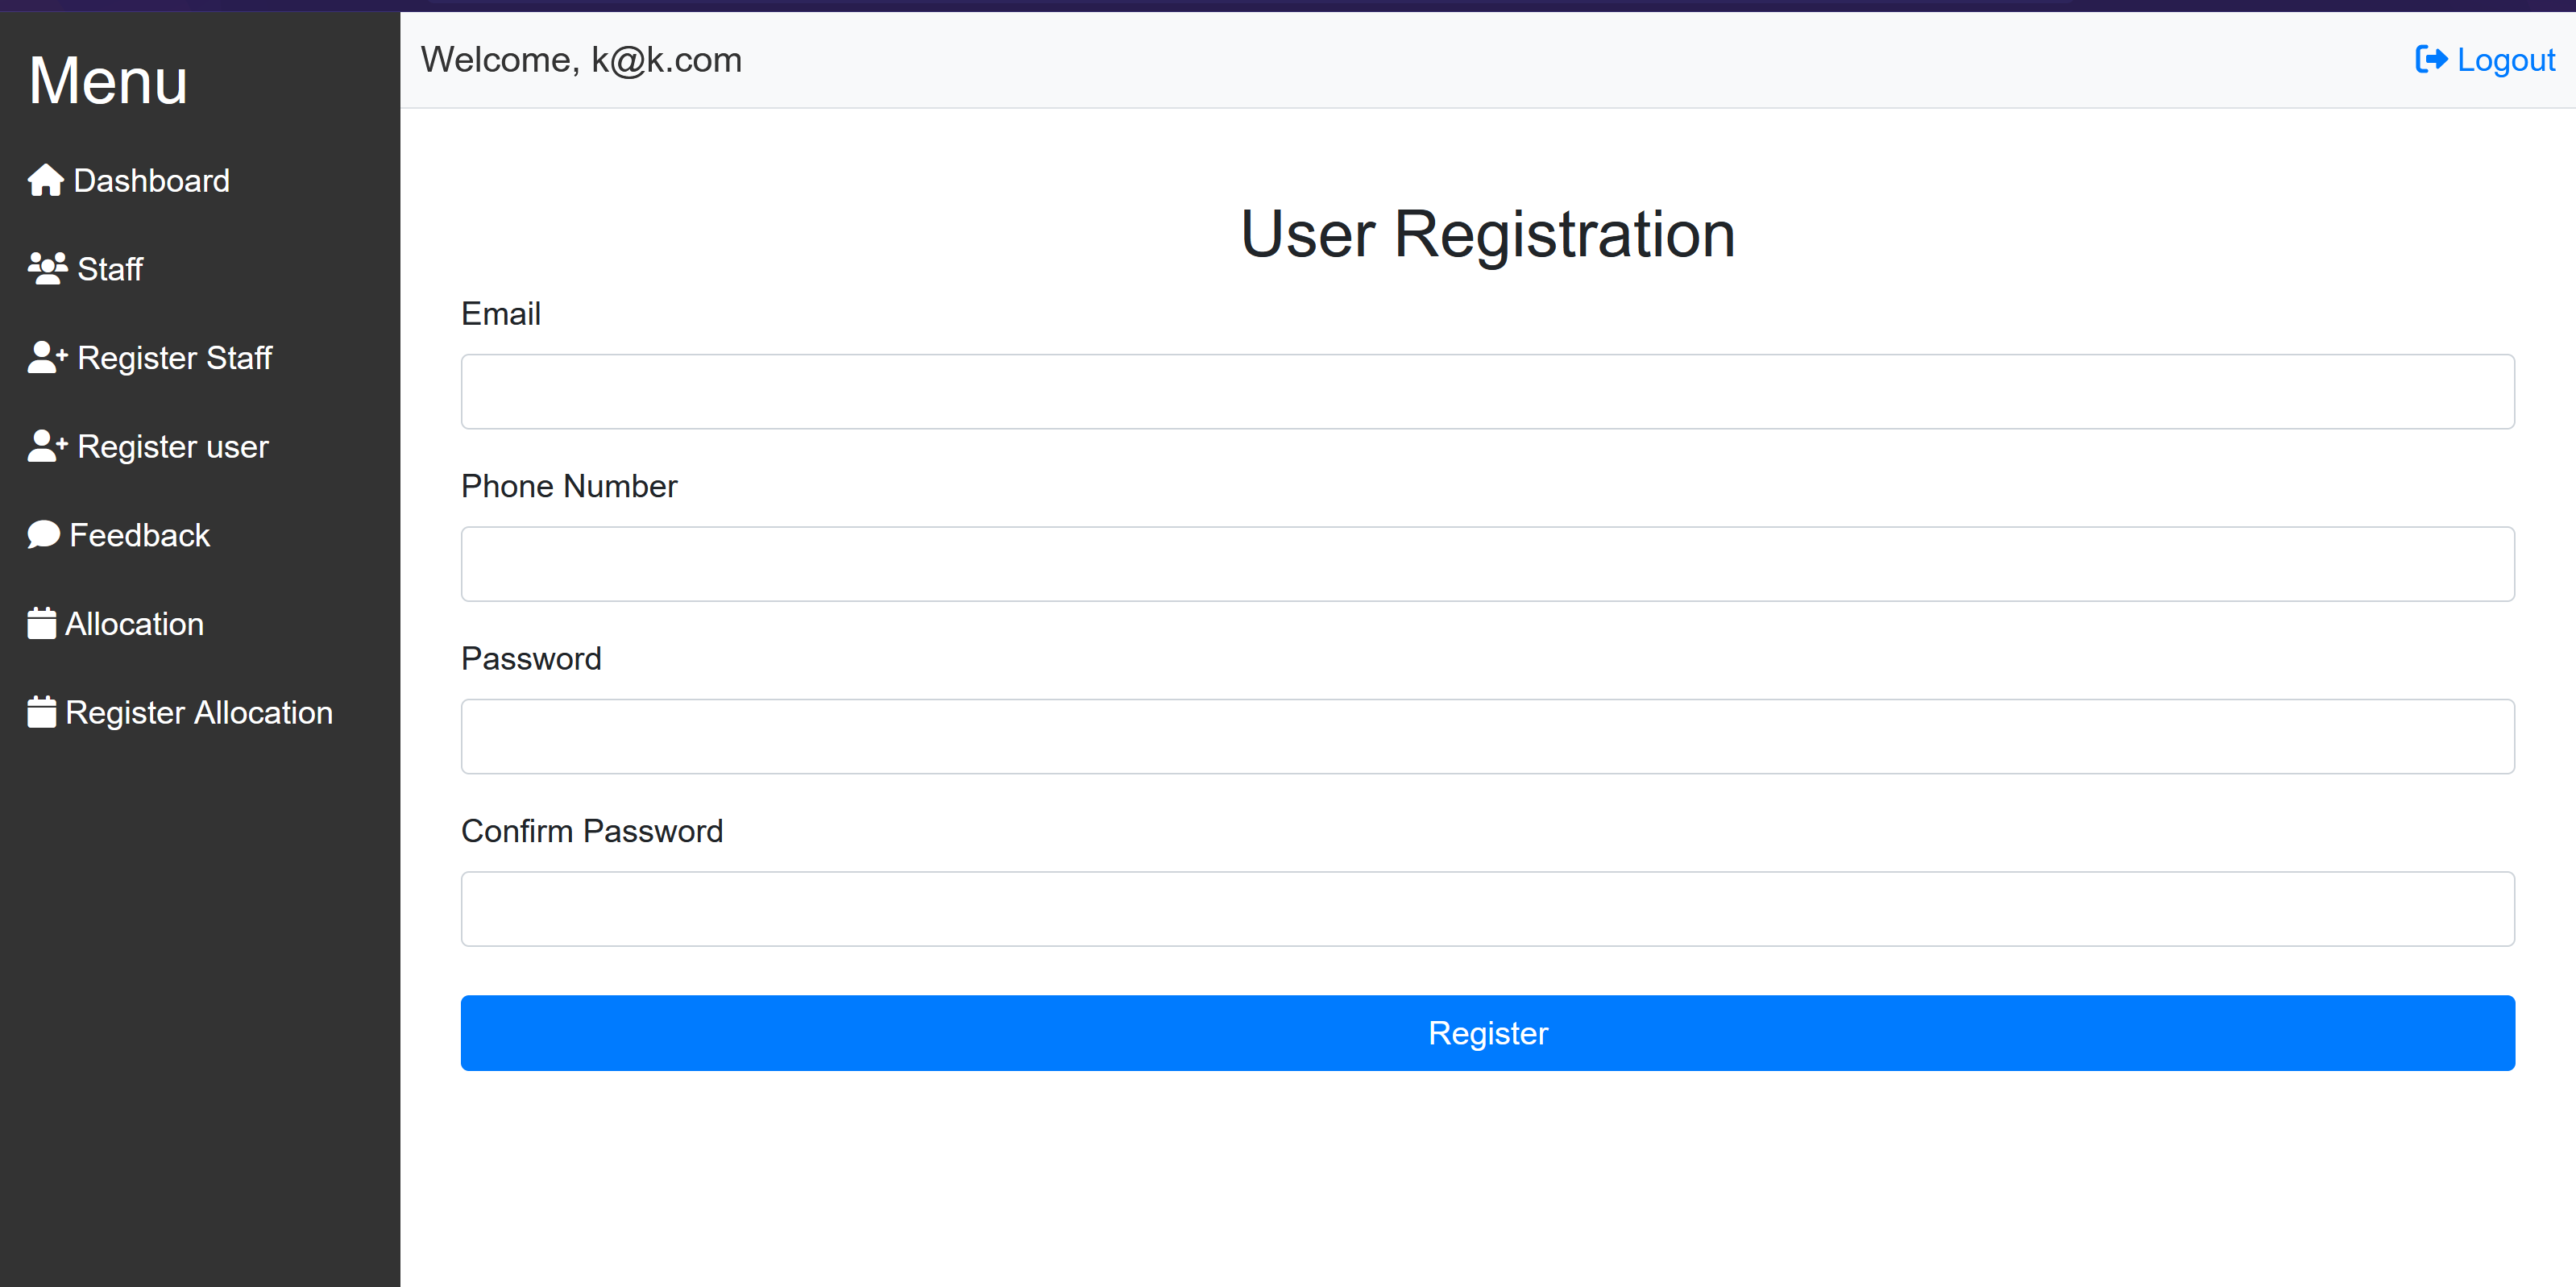 Menu
Dashboard
Staff
Register Staff
Register user
Feedback
Allocation
Register Allocation
Welcome, k@k.com
Logout
User Registration
Email
Phone Number
Password
Confirm Password
Register